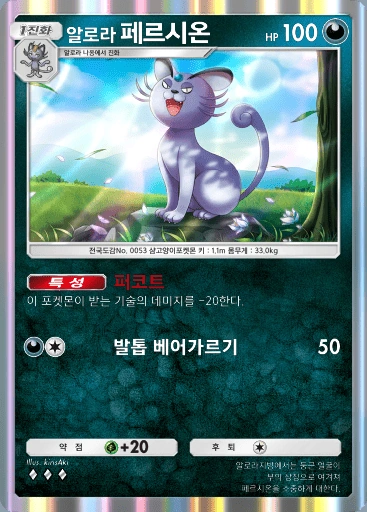 1진화
알로라 페르시온
HP 100
알로라 나옹에서 진화
전국도감No. 0053 샴고양이포켓몬 키 : 1.1m 몸무게 : 33.0kg
특성 퍼코트
이 포켓몬이 받는 기술의 데미지를 -20한다.
발톱 베어가르기 50
약점 +20
후퇴
Illus. kirisAki
알로라지방에서는 둥근 얼굴이
부의 상징으로 여겨져
페르시온을 소중하게 대한다.